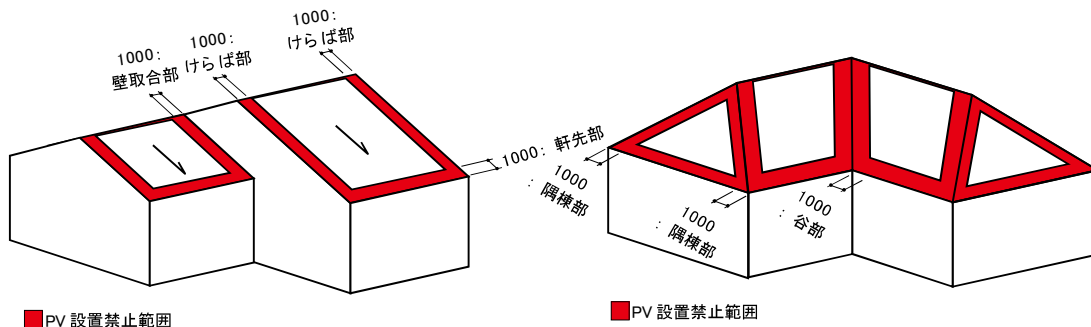 1000:
壁取合部
1000:
けらば部
1000:
けらば部
1000: 軒先部
PV 設置禁止範囲
1000
: 隅棟部
1000
: 隅棟部
1000
: 谷部
PV 設置禁止範囲